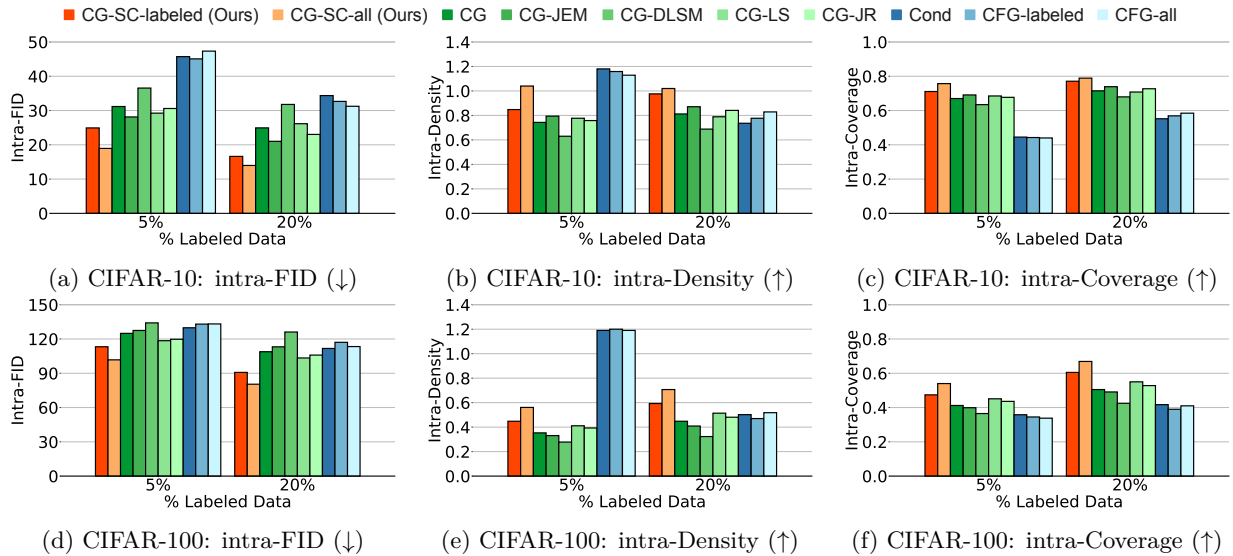 CG-SC-labeled (Ours) CG-SC-all (Ours) CG CG-JEM CG-DLSM CG-LS CG-JR Cond CFG-labeled CFG-all
Intra-FID
50
40
30
20
10
0
5% 20%
% Labeled Data
(a) CIFAR-10: intra-FID (↓)
Intra-Density
1.4
1.2
1.0
0.8
0.6
0.4
0.2
0.0
5% 20%
% Labeled Data
(b) CIFAR-10: intra-Density (↑)
Intra-Coverage
1.0
0.8
0.6
0.4
0.2
0.0
5% 20%
% Labeled Data
(c) CIFAR-10: intra-Coverage (↑)
Intra-FID
150
120
90
60
30
0
5% 20%
% Labeled Data
(d) CIFAR-100: intra-FID (↓)
Intra-Density
1.4
1.2
1.0
0.8
0.6
0.4
0.2
0.0
5% 20%
% Labeled Data
(e) CIFAR-100: intra-Density (↑)
Intra-Coverage
1.0
0.8
0.6
0.4
0.2
0.0
5% 20%
% Labeled Data
(f) CIFAR-100: intra-Coverage (↑)